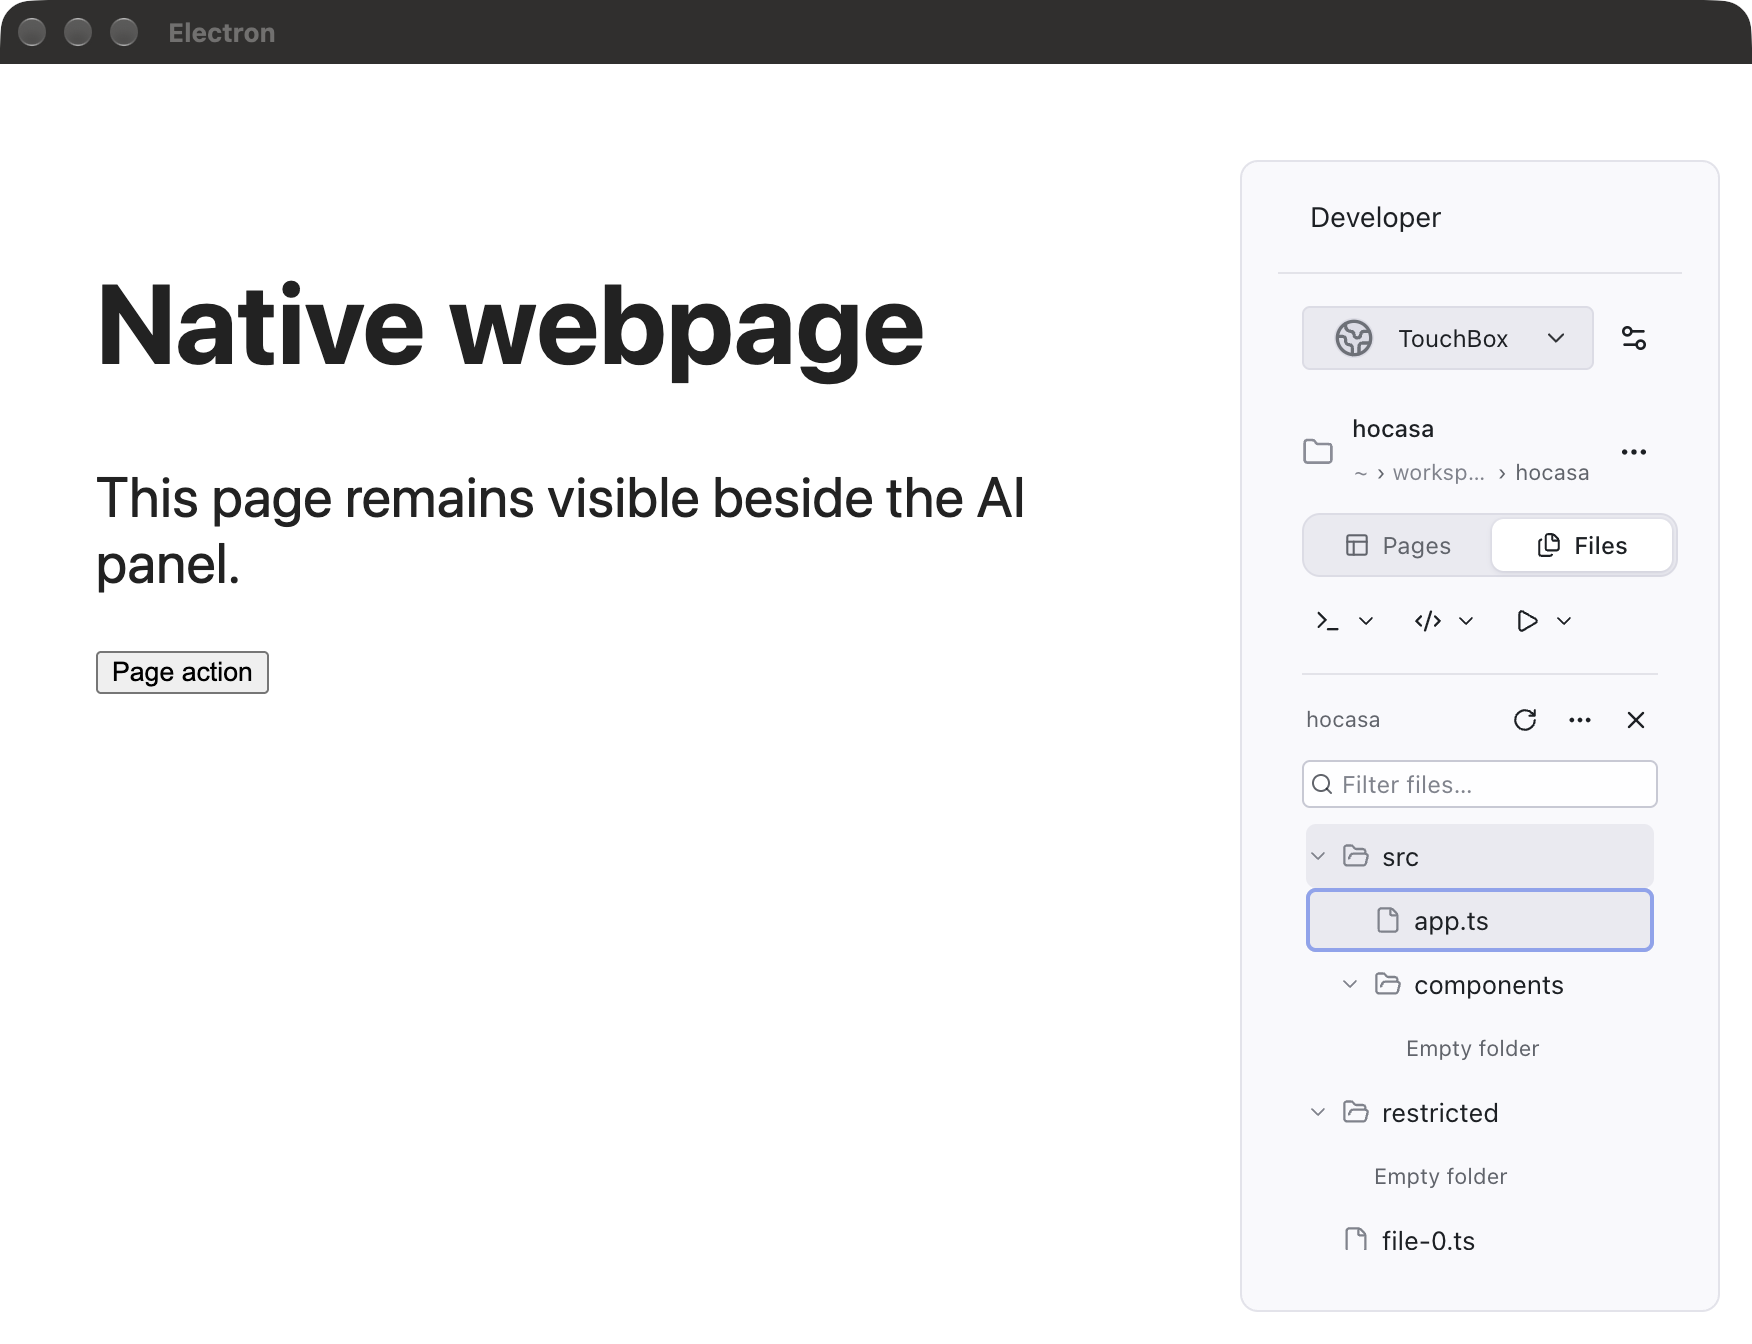 Electron
Native webpage
This page remains visible beside the AI
panel.
Page action
Developer
TouchBox
hocasa
~ › worksp... › hocasa
Pages
Files
hocasa
Filter files...
src
app.ts
components
Empty folder
restricted
Empty folder
file-0.ts